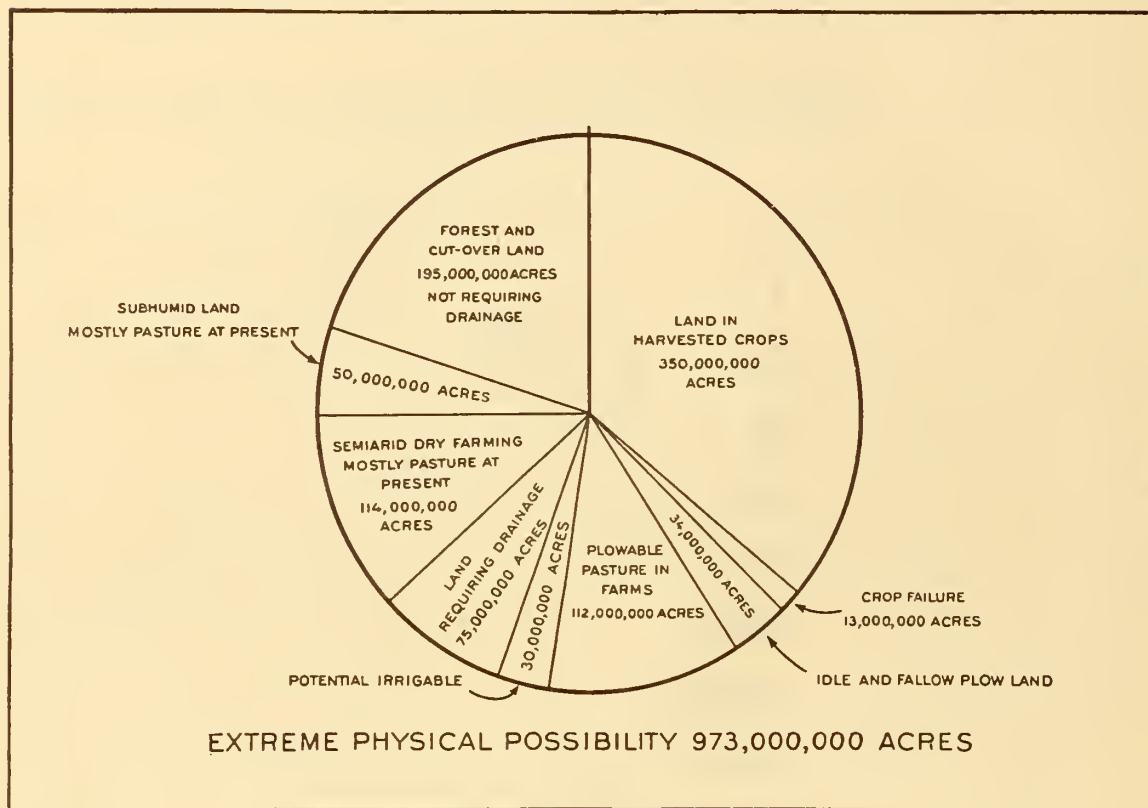 FOREST AND
CUT-OVER LAND
195,000,000 ACRES
NOT REQUIRING
DRAINAGE
SUBHUMID LAND
MOSTLY PASTURE AT PRESENT
50,000,000 ACRES
SEMIARID DRY FARMING
MOSTLY PASTURE AT
PRESENT
114,000,000
ACRES
LAND
REQUIRING DRAINAGE
75,000,000 ACRES
30,000,000 ACRES
POTENTIAL IRRIGABLE
PLOWABLE
PASTURE IN
FARMS
112,000,000 ACRES
34,000,000 ACRES
LAND IN
HARVESTED CROPS
350,000,000
ACRES
CROP FAILURE
13,000,000 ACRES
IDLE AND FALLOW PLOW LAND
EXTREME PHYSICAL POSSIBILITY 973,000,000 ACRES